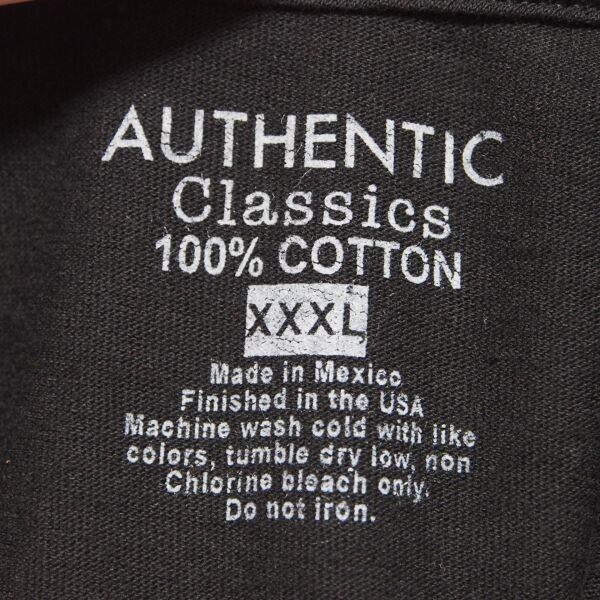 AUTHENTIC
Classics
100% COTTON
XXXL
Made in Mexico
Finished in the USA
Machine wash cold with like
colors, tumble dry low, non
Chlorine bleach only.
Do not iron.